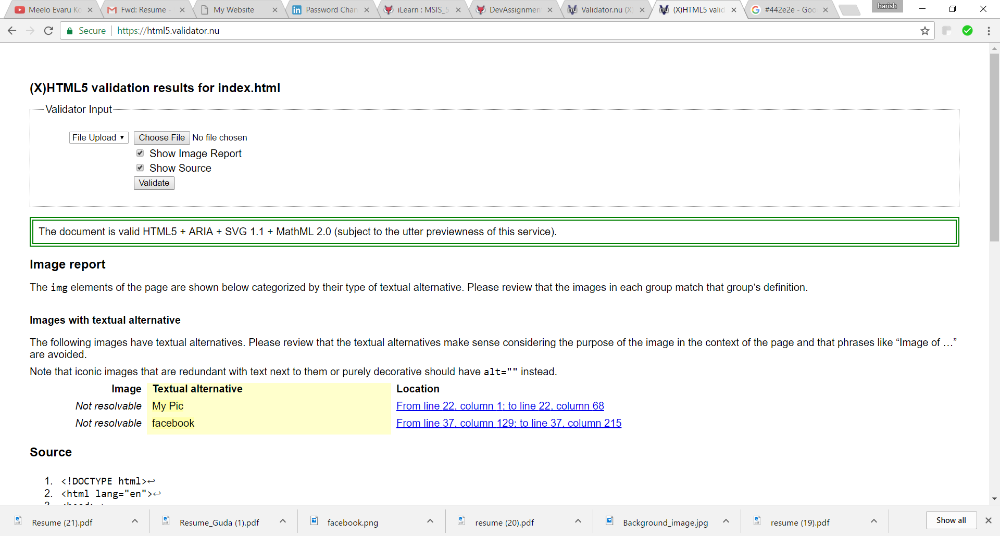 Meelo Evaru Ko
Fwd: Resume -
My Website
Password Chan
iLearn : MSIS_5
DevAssignmen
Validator.nu (X
(X)HTML5 valid
#442e2e - Goo
harish
Secure
https://html5.validator.nu
(X)HTML5 validation results for index.html
Validator Input
File Upload
Choose File
No file chosen
Show Image Report
Show Source
Validate
The document is valid HTML5 + ARIA + SVG 1.1 + MathML 2.0 (subject to the utter previewness of this service).
Image report
The img elements of the page are shown below categorized by their type of textual alternative. Please review that the images in each group match that group’s definition.
Images with textual alternative
The following images have textual alternatives. Please review that the textual alternatives make sense considering the purpose of the image in the context of the page and that phrases like “Image of …”
are avoided.
Note that iconic images that are redundant with text next to them or purely decorative should have alt="" instead.
Image Textual alternative Location
Not resolvable My Pic From line 22, column 1; to line 22, column 68
Not resolvable facebook From line 37, column 129; to line 37, column 215
Source
1. <!DOCTYPE html>↩
2. <html lang="en">↩
Resume (21).pdf
Resume_Guda (1).pdf
facebook.png
resume (20).pdf
Background_image.jpg
resume (19).pdf
Show all